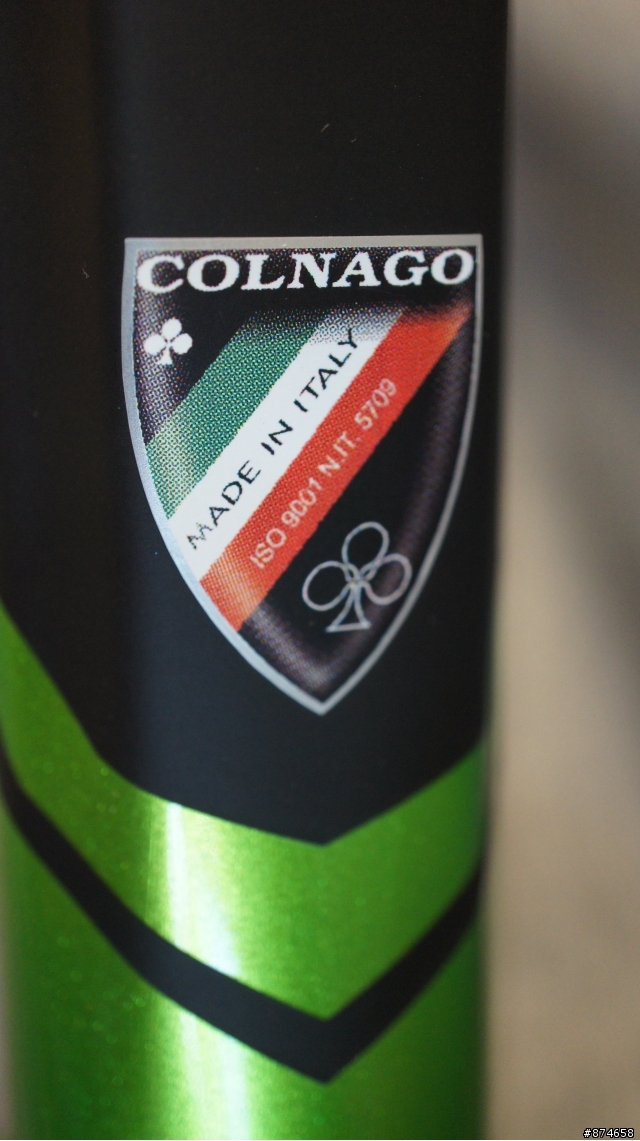 COLNAGO
MADE IN ITALY
ISO 9001 N.IT. 5709
#874658